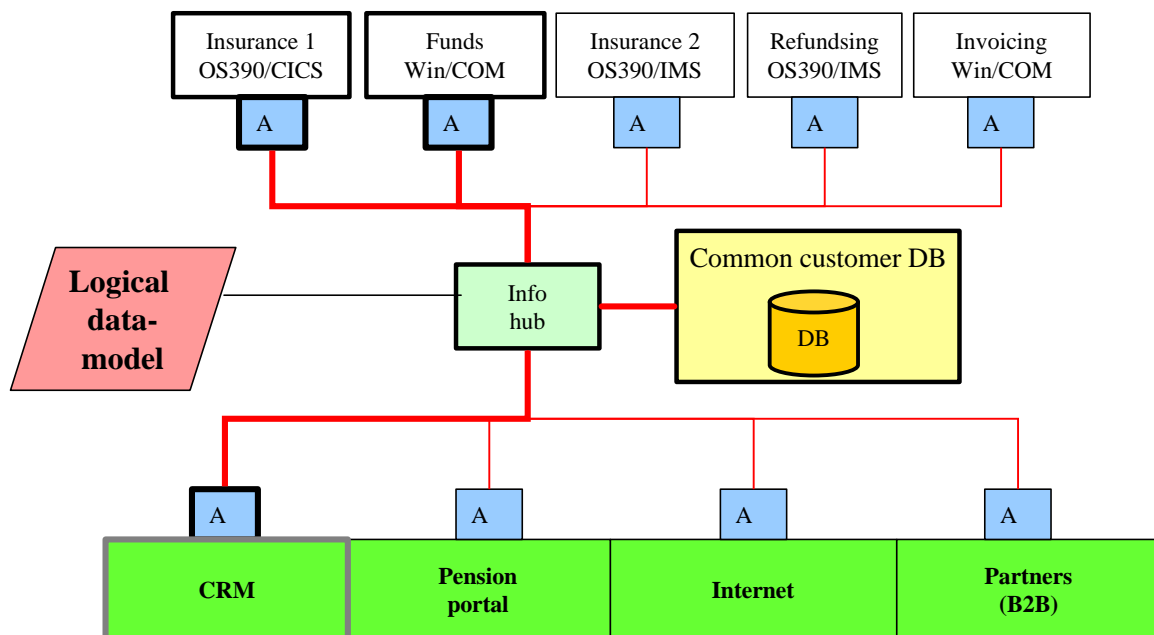 Insurance 1
OS390/CICS
Funds
Win/COM
Insurance 2
OS390/IMS
Refundsing
OS390/IMS
Invoicing
Win/COM
A
A
A
A
A
Logical
data-
model
Info
hub
Common customer DB
DB
A
A
A
A
CRM
Pension
portal
Internet
Partners
(B2B)